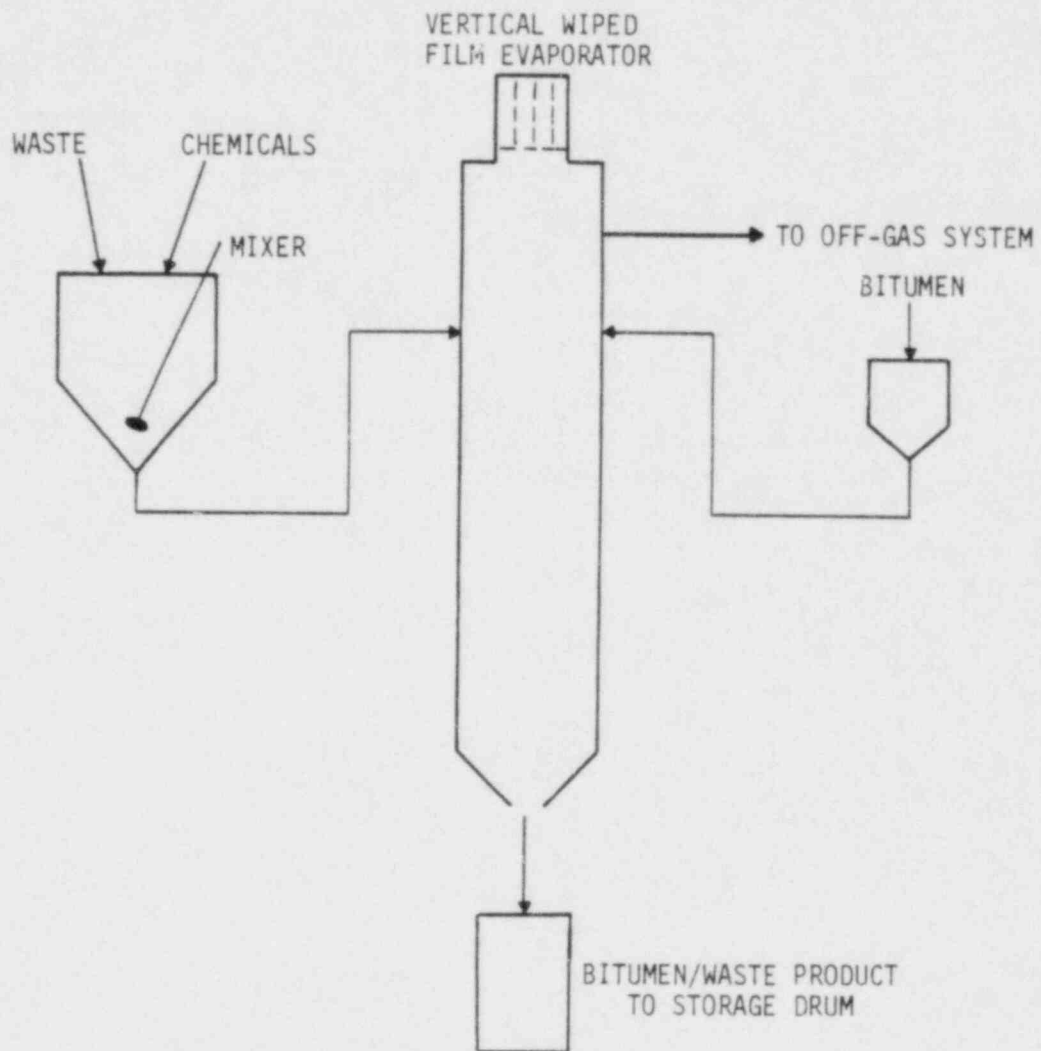 VERTICAL WIPED
FILM EVAPORATOR
WASTE
CHEMICALS
MIXER
TO OFF-GAS SYSTEM
BITUMEN
BITUMEN/WASTE PRODUCT
TO STORAGE DRUM